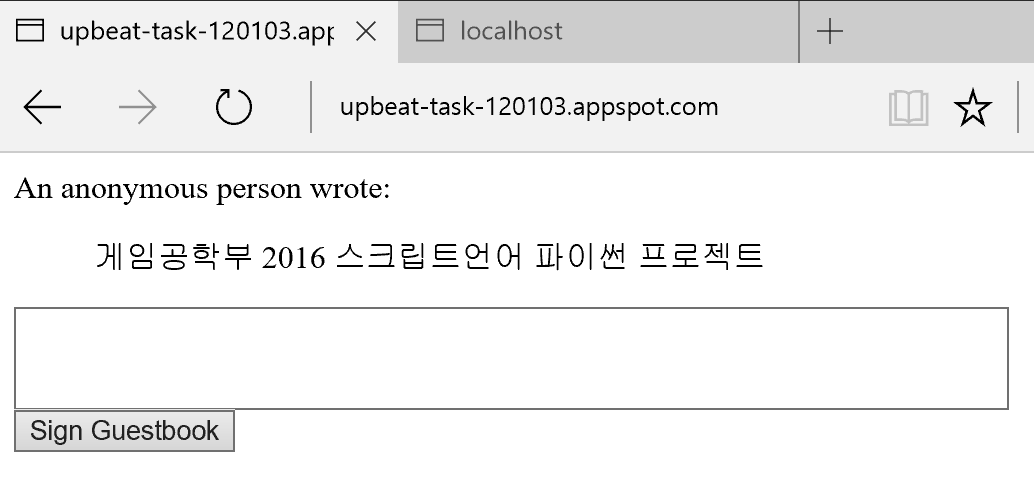 upbeat-task-120103.app
localhost
upbeat-task-120103.appspot.com
An anonymous person wrote:
게임공학부 2016 스크립트언어 파이썬 프로젝트
Sign Guestbook